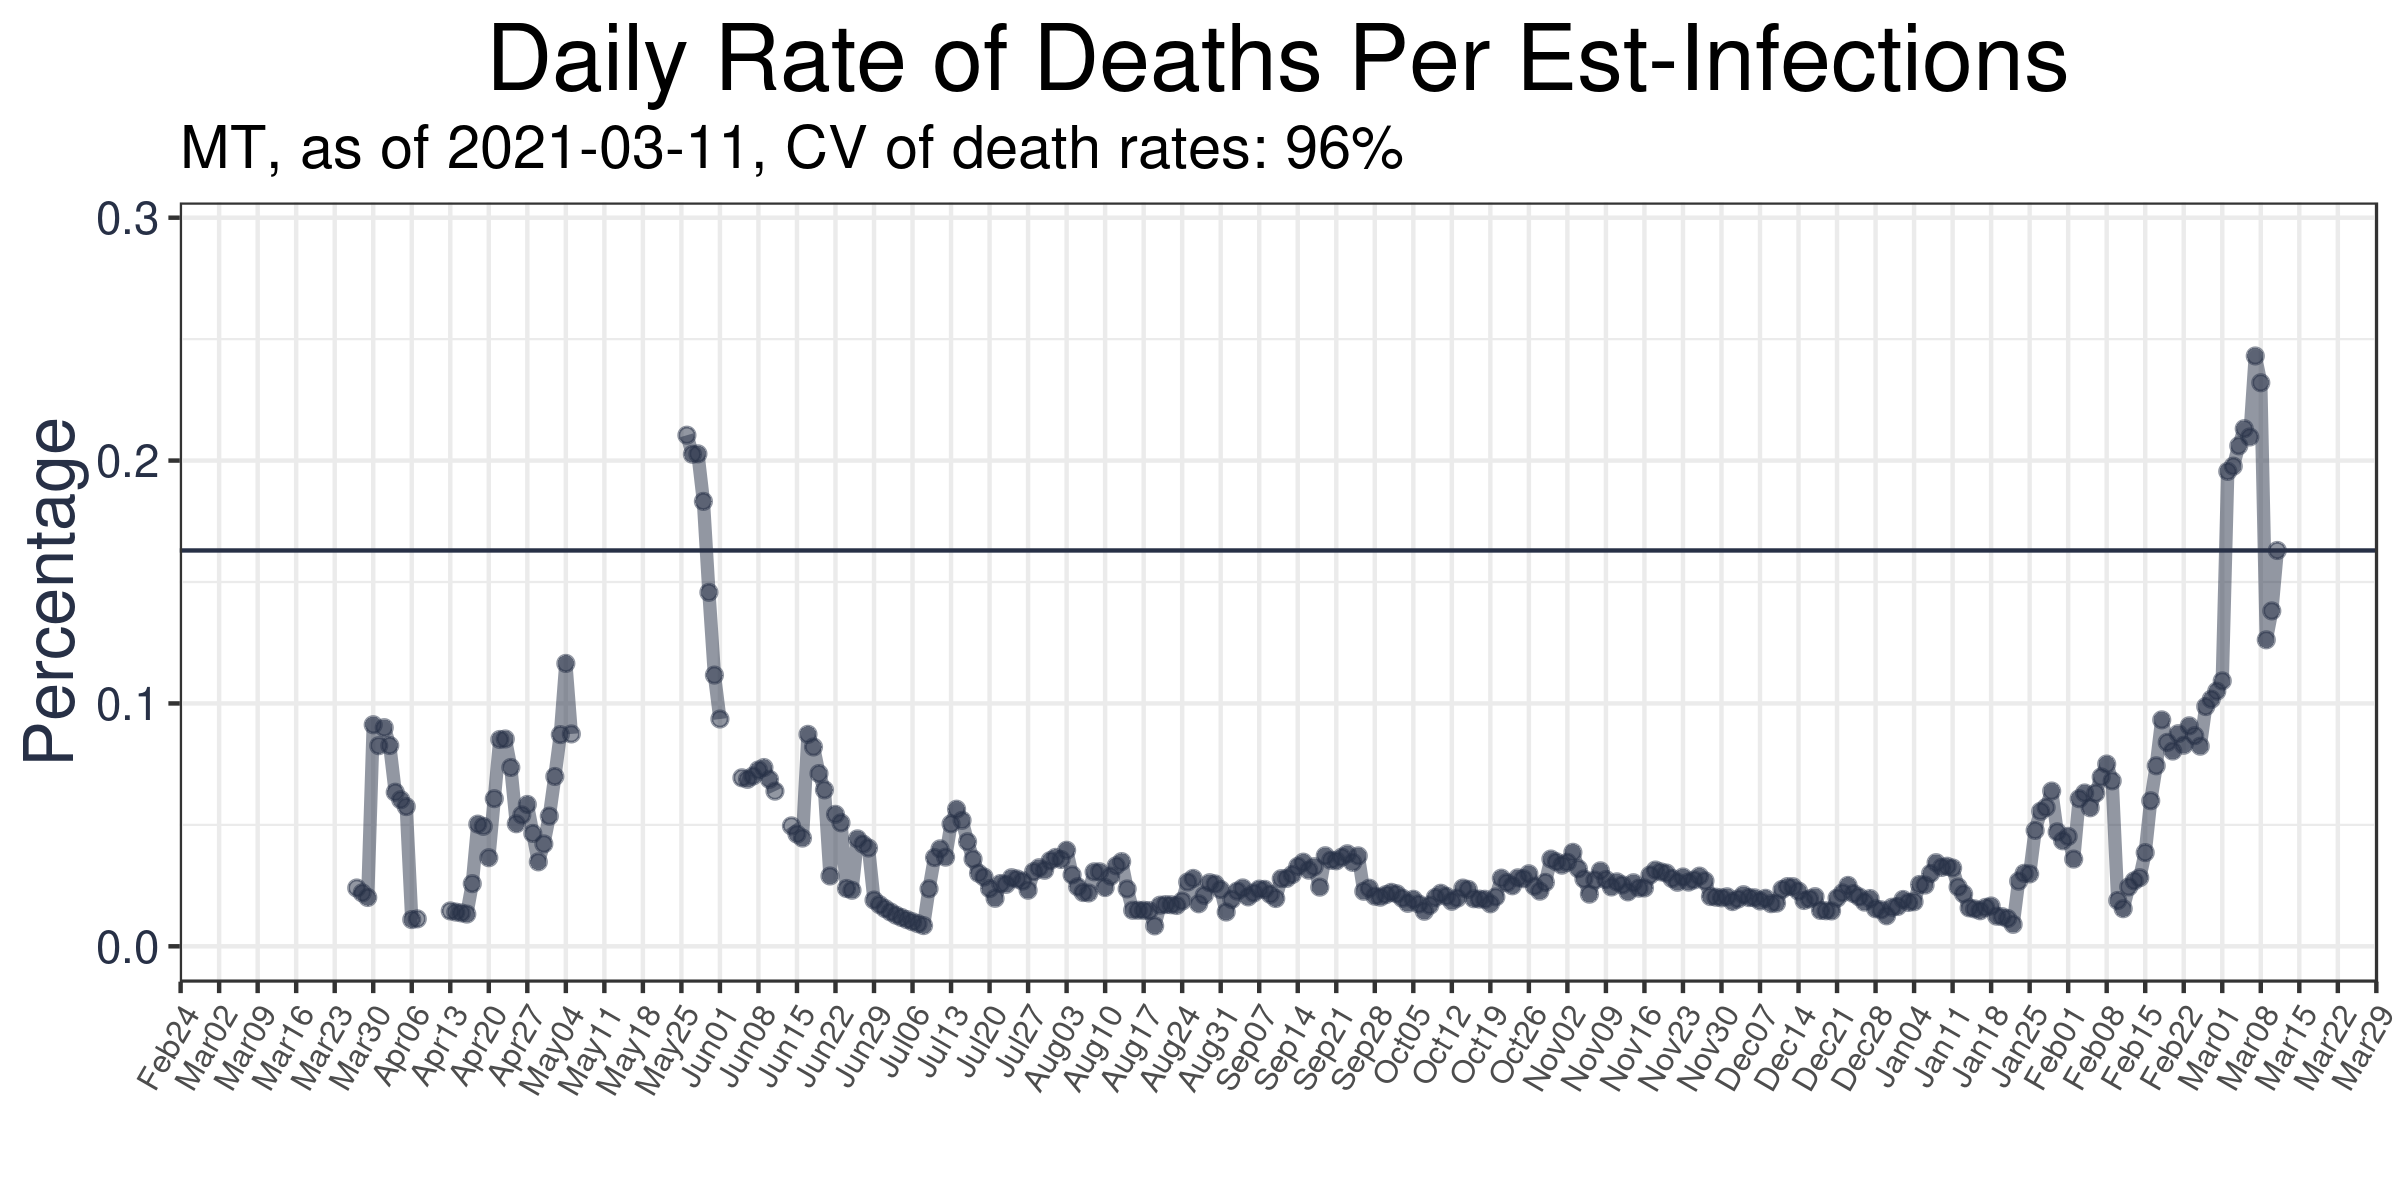 Daily Rate of Deaths Per Est-Infections
MT, as of 2021-03-11, CV of death rates: 96%
Percentage
0.3
0.2
0.1
0.0
Feb24
Mar02
Mar09
Mar16
Mar23
Mar30
Apr06
Apr13
Apr20
Apr27
May04
May11
May18
May25
Jun01
Jun08
Jun15
Jun22
Jun29
Jul06
Jul13
Jul20
Jul27
Aug03
Aug10
Aug17
Aug24
Aug31
Sep07
Sep14
Sep21
Sep28
Oct05
Oct12
Oct19
Oct26
Nov02
Nov09
Nov16
Nov23
Nov30
Dec07
Dec14
Dec21
Dec28
Jan04
Jan11
Jan18
Jan25
Feb01
Feb08
Feb15
Feb22
Mar01
Mar08
Mar15
Mar22
Mar29